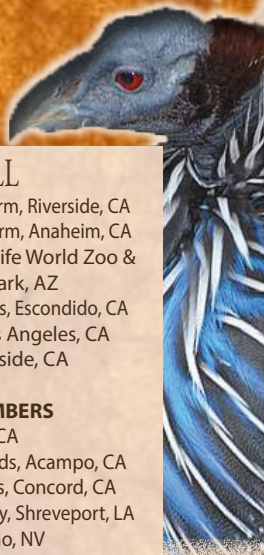 LL
rm, Riverside, CA
rm, Anaheim, CA
ife World Zoo &
ark, AZ
s, Escondido, CA
s Angeles, CA
side, CA
MBERS
CA
ds, Acampo, CA
s, Concord, CA
y, Shreveport, LA
no, NV